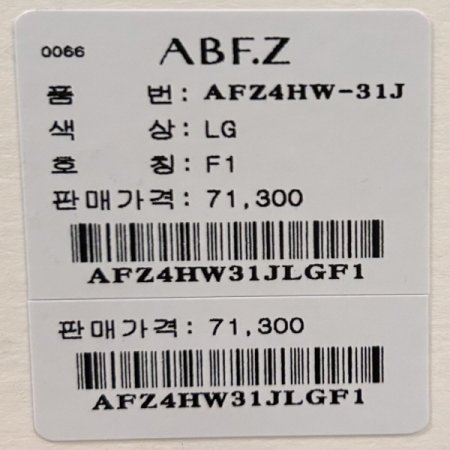 0066 ABF.Z
품 번: AFZ4HW-31J
색 상: LG
호 칭: F1
판매가격: 71,300
AFZ4HW31JLGF1
판매가격: 71,300
AFZ4HW31JLGF1